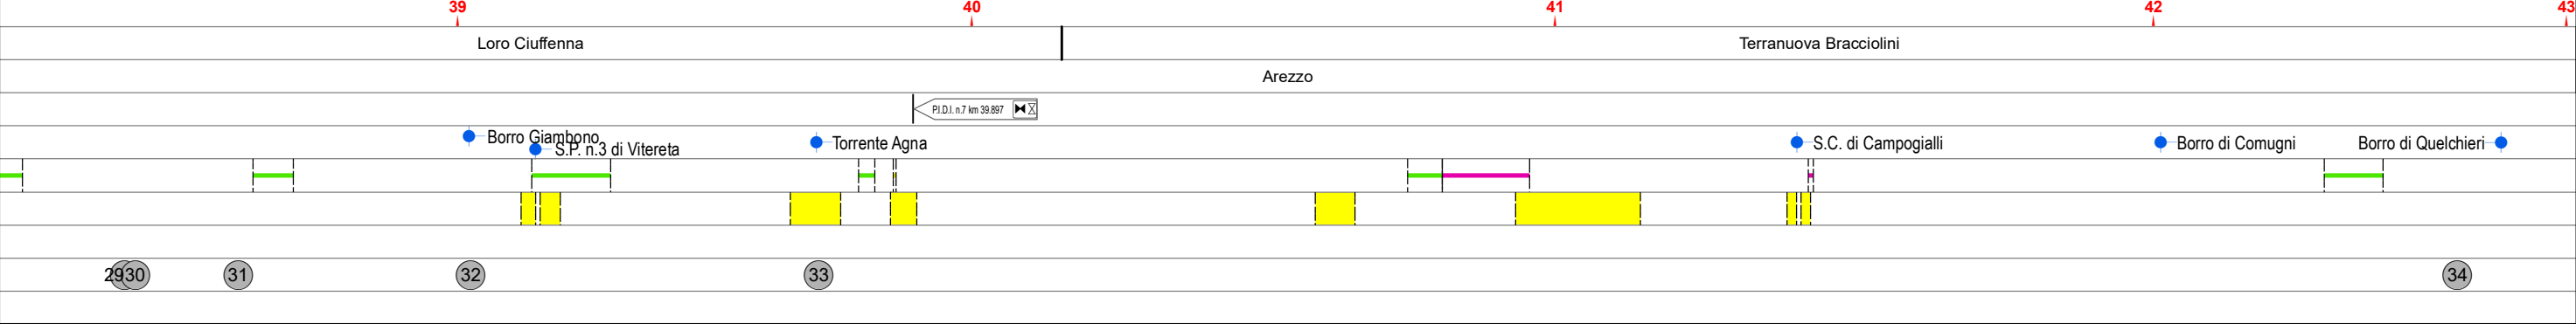 39 40 41 42 43
Loro Ciuffenna Terranuova Bracciolini
Arezzo
P.I.D.I. n.7 km 39.897
Borro Giambono
S.P. n.3 di Vitereta
Torrente Agna
S.C. di Campogialli
Borro di Comugni
Borro di Quelchieri
29 30 31 32 33 34